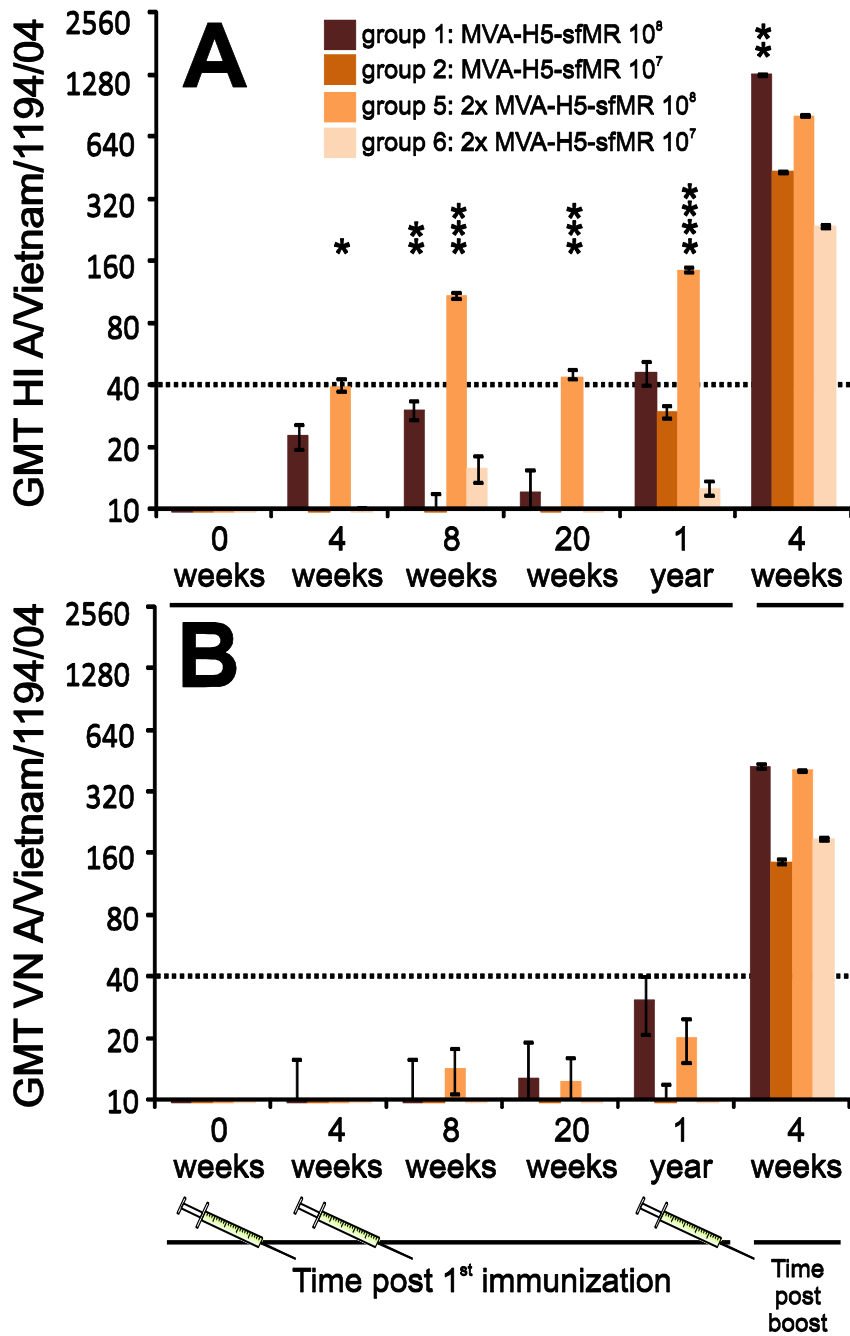 A
group 1: MVA-H5-sfMR 10⁸
group 2: MVA-H5-sfMR 10⁷
group 5: 2x MVA-H5-sfMR 10⁸
group 6: 2x MVA-H5-sfMR 10⁷
GMT HI A/Vietnam/1194/04
2560
1280
640
320
160
80
40
20
10
**
*
**
***
***
****
0 4 8 20 1 4
weeks weeks weeks weeks year weeks
B
GMT VN A/Vietnam/1194/04
2560
1280
640
320
160
80
40
20
10
0 4 8 20 1 4
weeks weeks weeks weeks year weeks
Time post 1st immunization
Time
post
boost